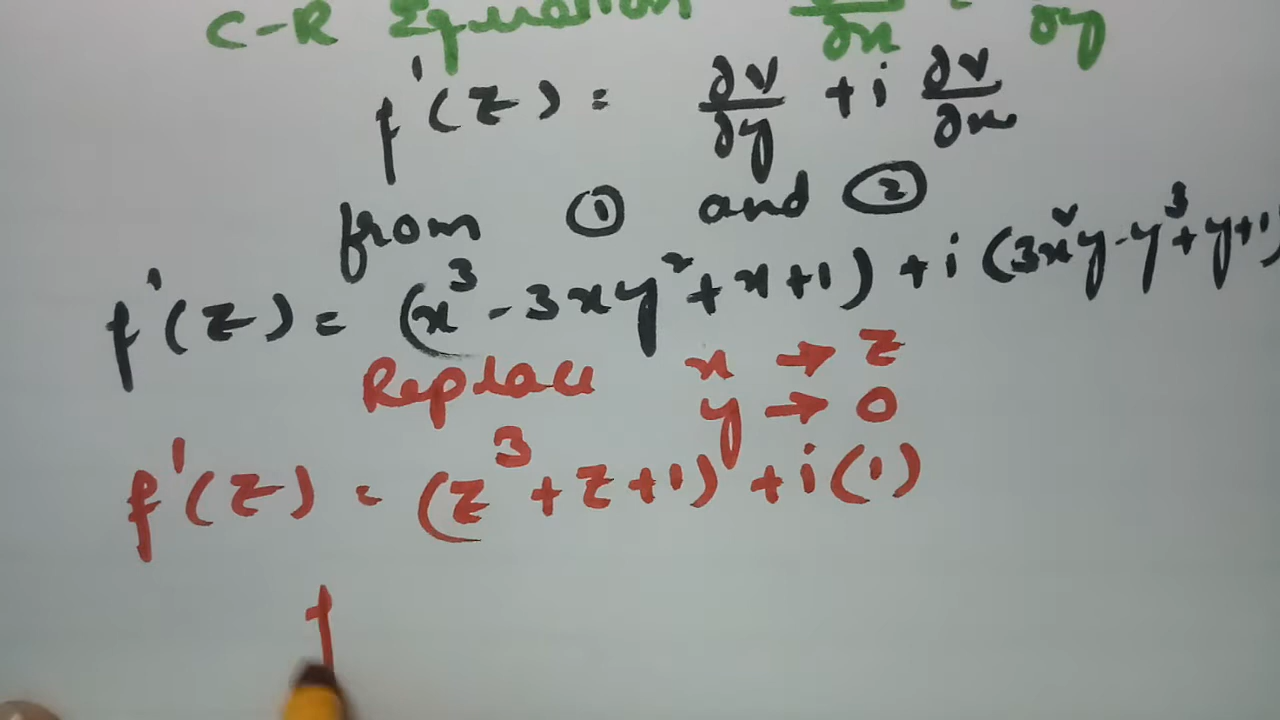 C-R Equation ∂/∂x = /∂y
f'(z) = ∂v/∂y + i ∂v/∂x
from ① and ②
f'(z) = (x³ - 3xy² + x + 1) + i (3x²y - y³ + y + 1)
Replace x → z
y → 0
f'(z) = (z³ + z + 1) + i(1)
f